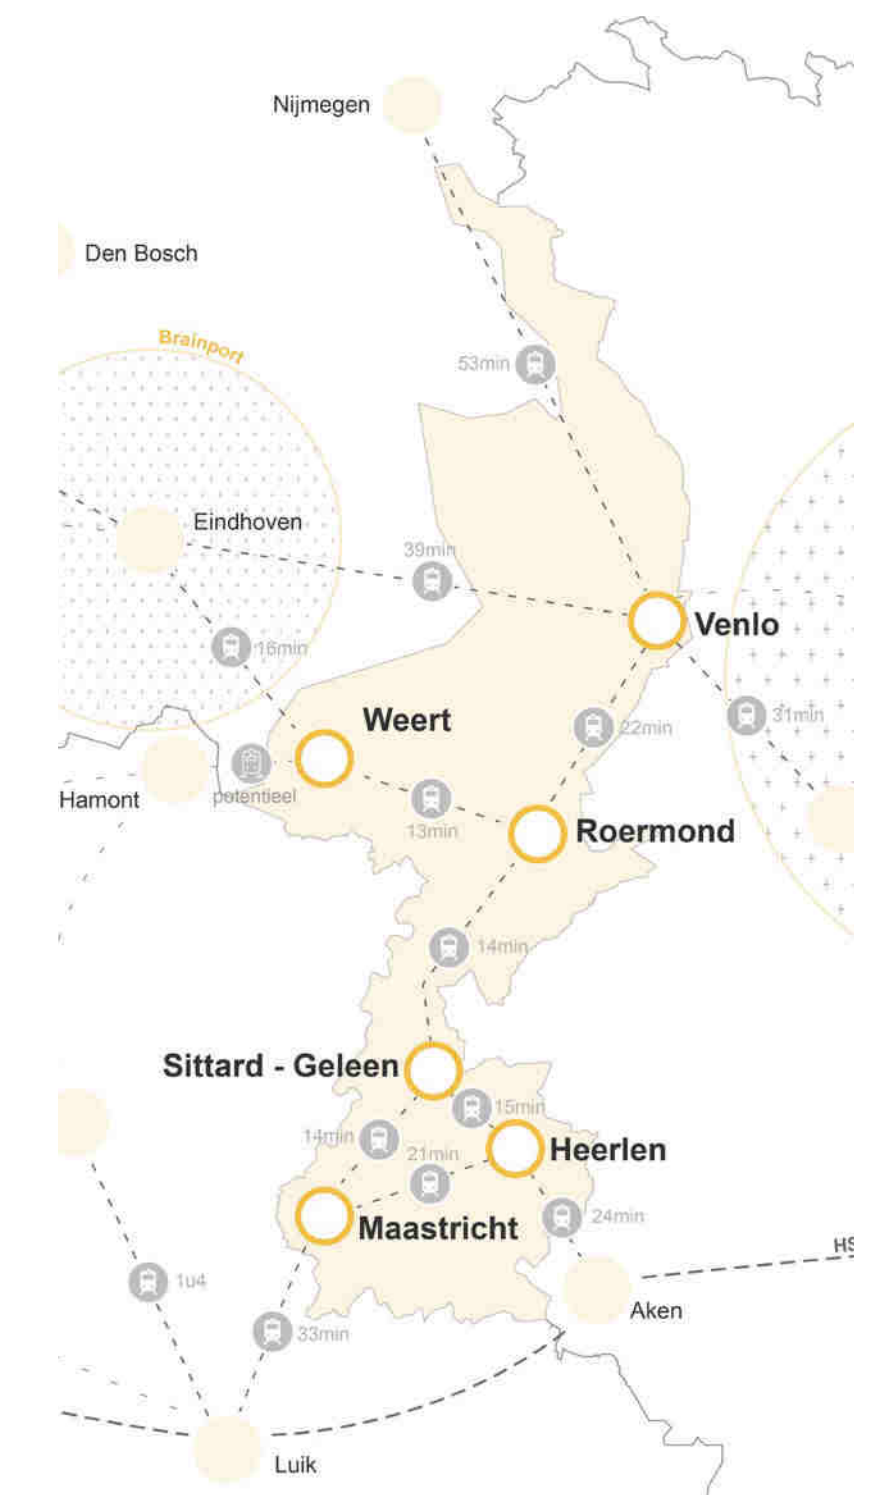 Nijmegen
Den Bosch
Brainport
53min
Eindhoven
39min
Venlo
16min
Weert
31min
22min
Hamont
potentieel
13min
Roermond
14min
Sittard - Geleen
15min
14min
21min
Heerlen
Maastricht
24min
HS
1u4
Aken
33min
Luik